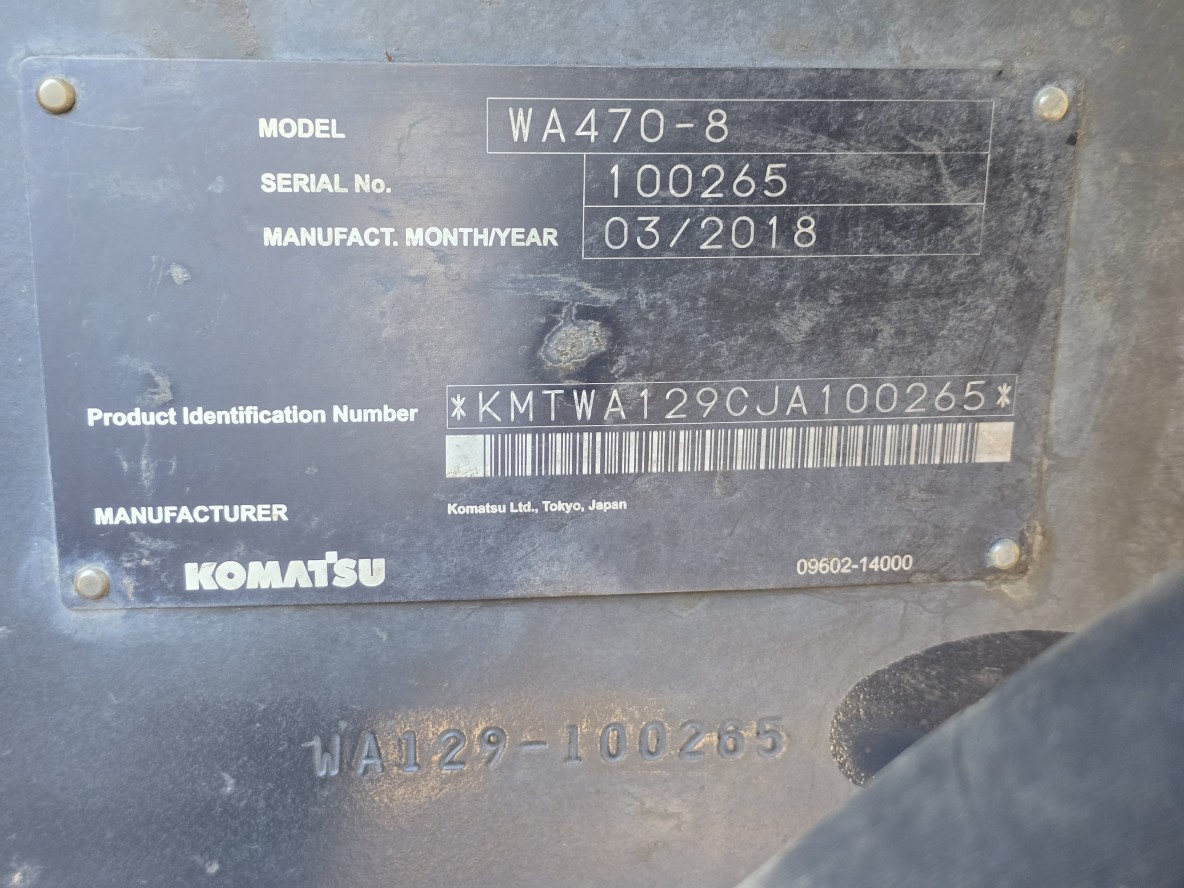 MODEL WA470-8
SERIAL No. 100265
MANUFACT. MONTH/YEAR 03/2018
Product Identification Number *KMTWA129CJA100265*
MANUFACTURER Komatsu Ltd., Tokyo, Japan
KOMATSU 09602-14000
WA129-100265